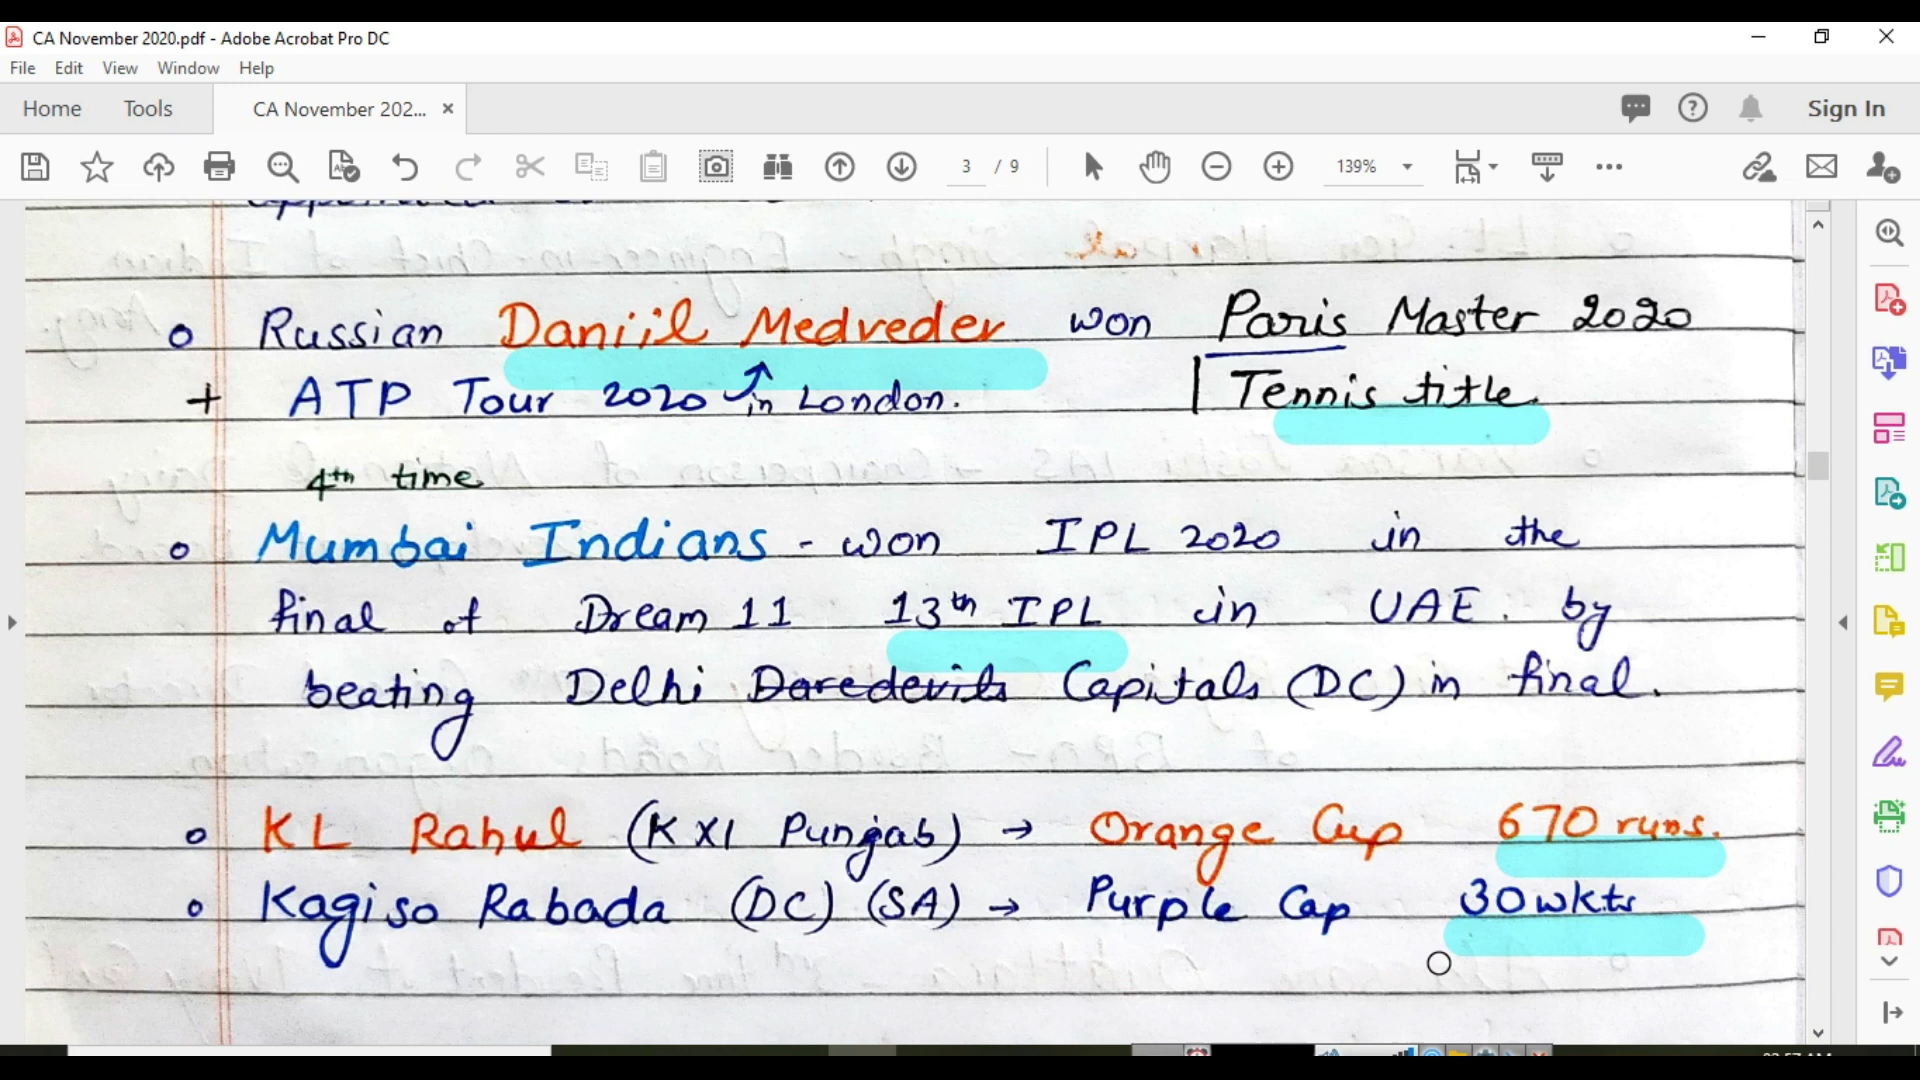 CA November 2020.pdf - Adobe Acrobat Pro DC
File Edit View Window Help
Home Tools CA November 202... × Sign In
3 / 9 139%
o Russian Daniil Medveder won Paris Master 2020
+ ATP Tour 2020 in London. | Tennis title.
4th time
o Mumbai Indians - won IPL 2020 in the
final of Dream 11 13th IPL in UAE. by
beating Delhi Daredevils Capitals (DC) in final.
o KL Rahul (K XI Punjab) → Orange Cup 670 runs.
o Kagiso Rabada (DC) (SA) → Purple Cap 30 wkts